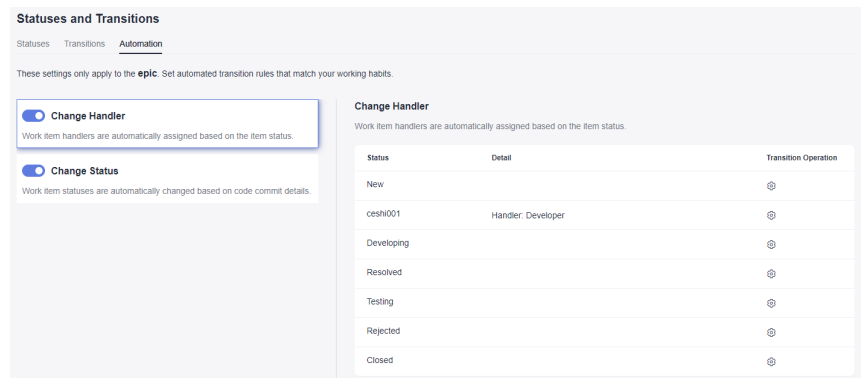 Statuses and Transitions
Statuses Transitions Automation
These settings only apply to the epic. Set automated transition rules that match your working habits.
Change Handler
Work item handlers are automatically assigned based on the item status.
Change Status
Work item statuses are automatically changed based on code commit details.
Change Handler
Work item handlers are automatically assigned based on the item status.
Status Detail Transition Operation
New
ceshi001 Handler: Developer
Developing
Resolved
Testing
Rejected
Closed